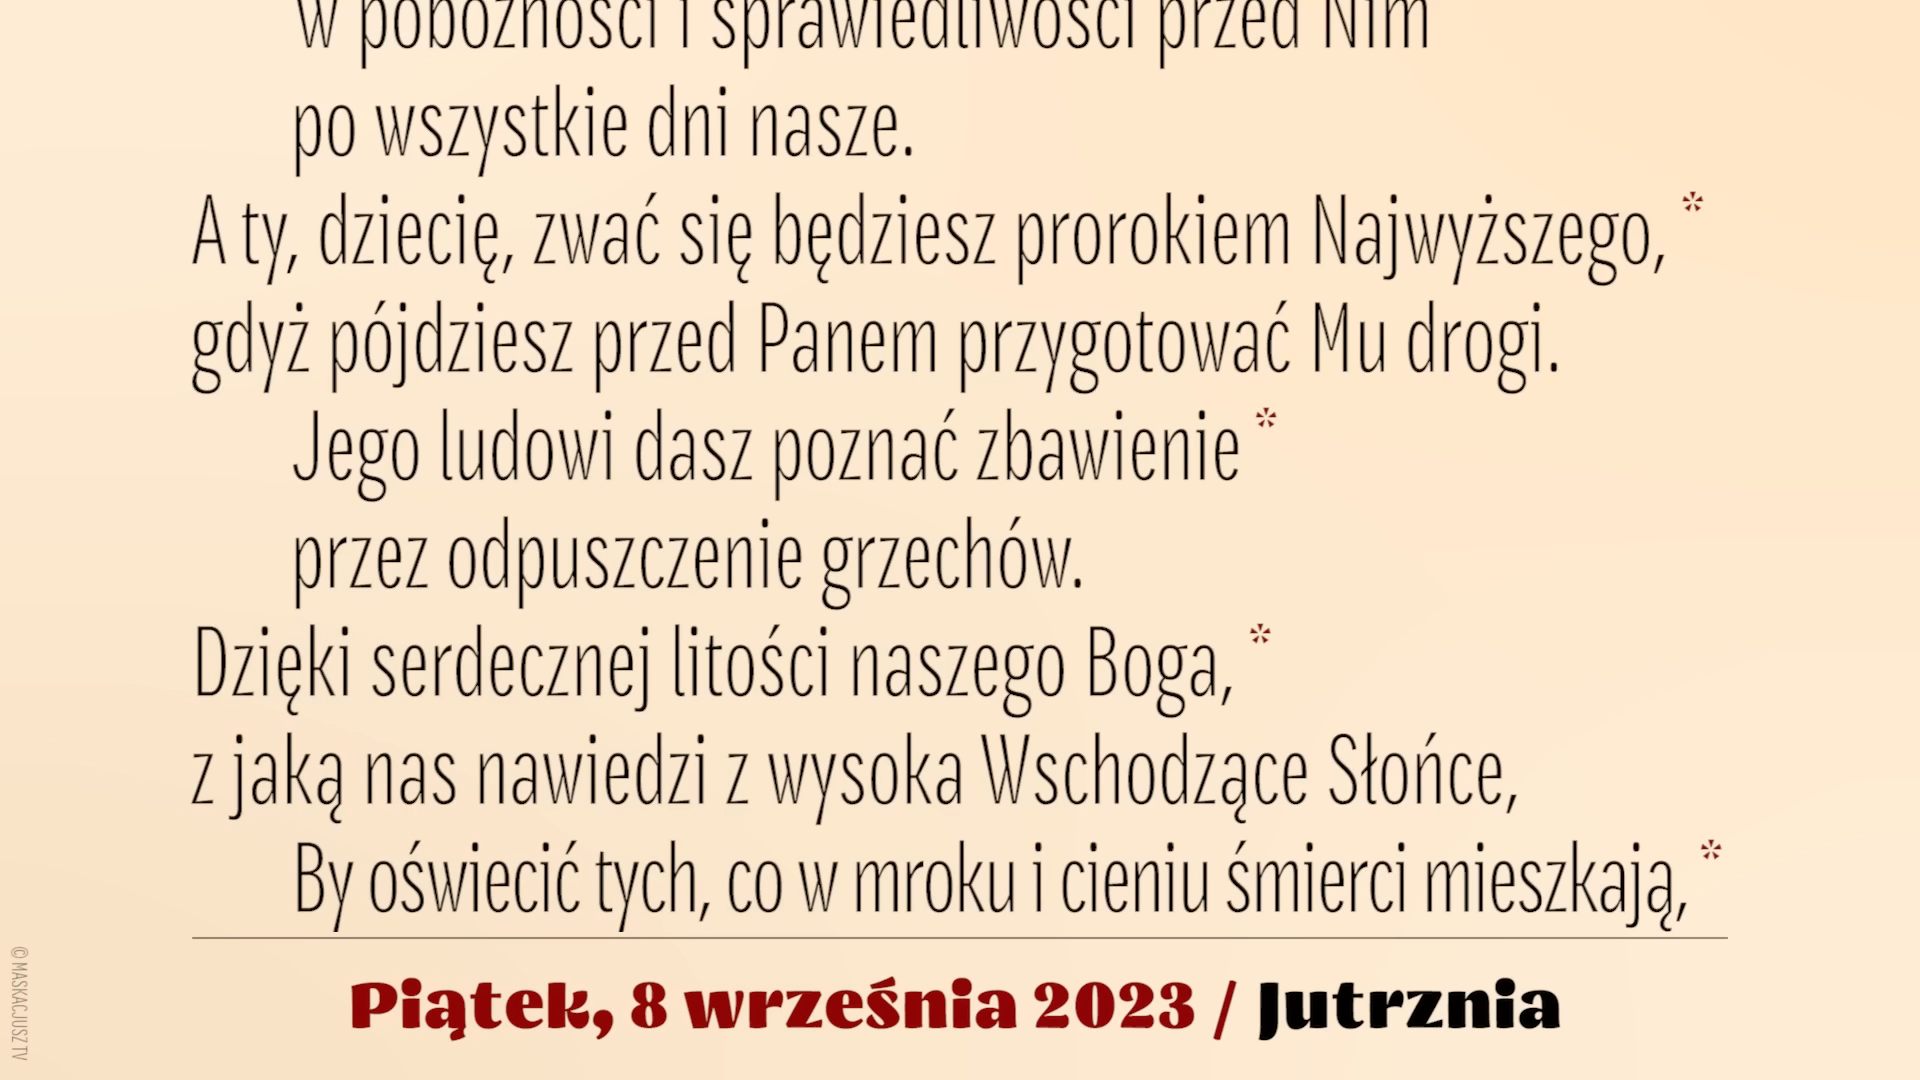 w pobożności i sprawiedliwości przed Nim
po wszystkie dni nasze.
A ty, dziecię, zwać się będziesz prorokiem Najwyższego, *
gdyż pójdziesz przed Panem przygotować Mu drogi.
Jego ludowi dasz poznać zbawienie *
przez odpuszczenie grzechów.
Dzięki serdecznej litości naszego Boga, *
z jaką nas nawiedzi z wysoka Wschodzące Słońce,
By oświecić tych, co w mroku i cieniu śmierci mieszkają, *
Piątek, 8 września 2023 / Jutrznia
© MASKACJUSZ TV